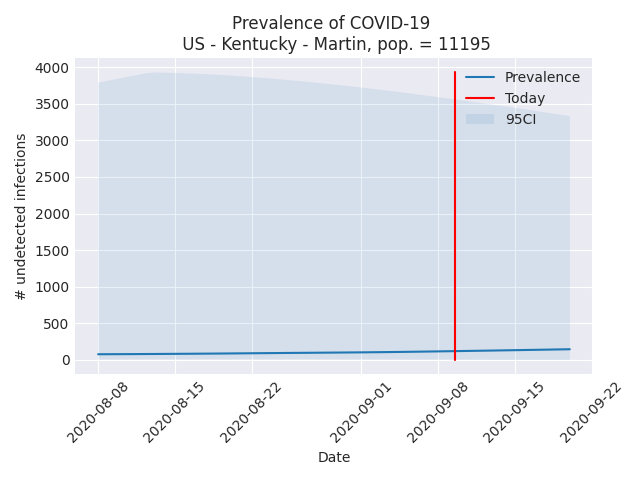 Prevalence of COVID-19
US - Kentucky - Martin, pop. = 11195
# undetected infections
4000
3500
3000
2500
2000
1500
1000
500
0
Prevalence
Today
95CI
2020-08-08
2020-08-15
2020-08-22
2020-09-01
2020-09-08
2020-09-15
2020-09-22
Date